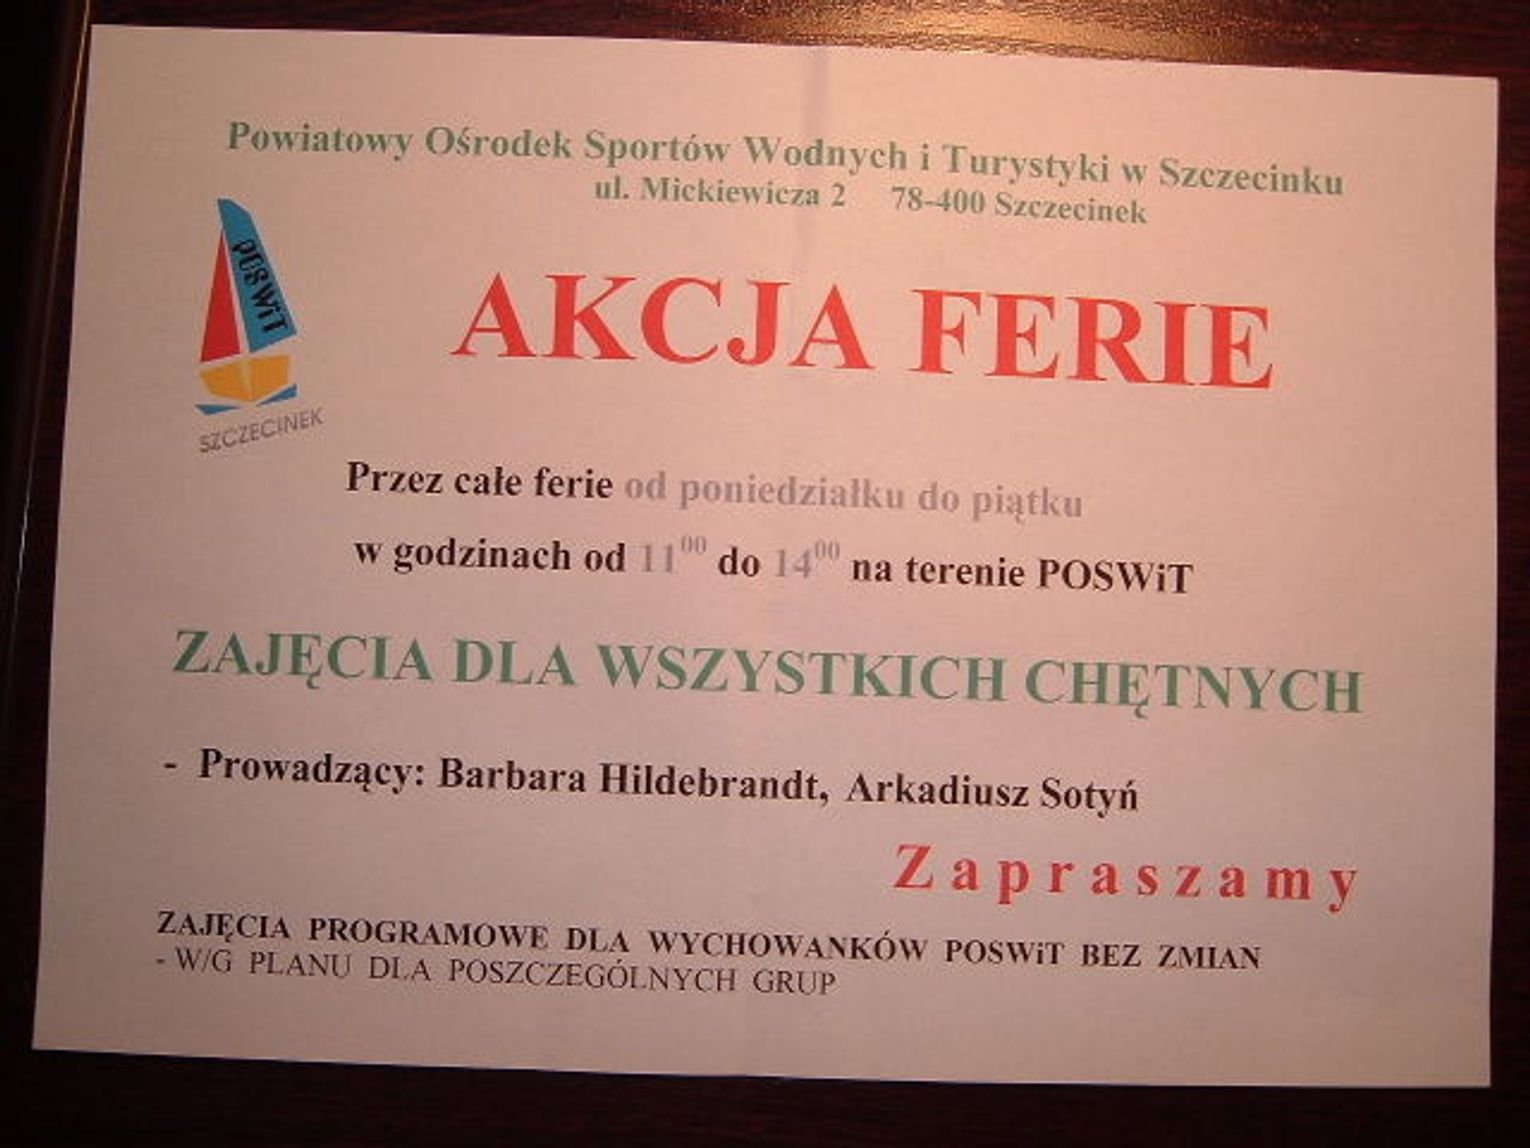 Powiatowy Ośrodek Sportów Wodnych i Turystyki w Szczecinku
ul. Mickiewicza 2 78-400 Szczecinek
POSWiT
SZCZECINEK
AKCJA FERIE
Przez całe ferie od poniedziałku do piątku
w godzinach od 11⁰⁰ do 14⁰⁰ na terenie POSWiT
ZAJĘCIA DLA WSZYSTKICH CHĘTNYCH
- Prowadzący: Barbara Hildebrandt, Arkadiusz Sotyń
Zapraszamy
ZAJĘCIA PROGRAMOWE DLA WYCHOWANKÓW POSWiT BEZ ZMIAN
- W/G PLANU DLA POSZCZEGÓLNYCH GRUP